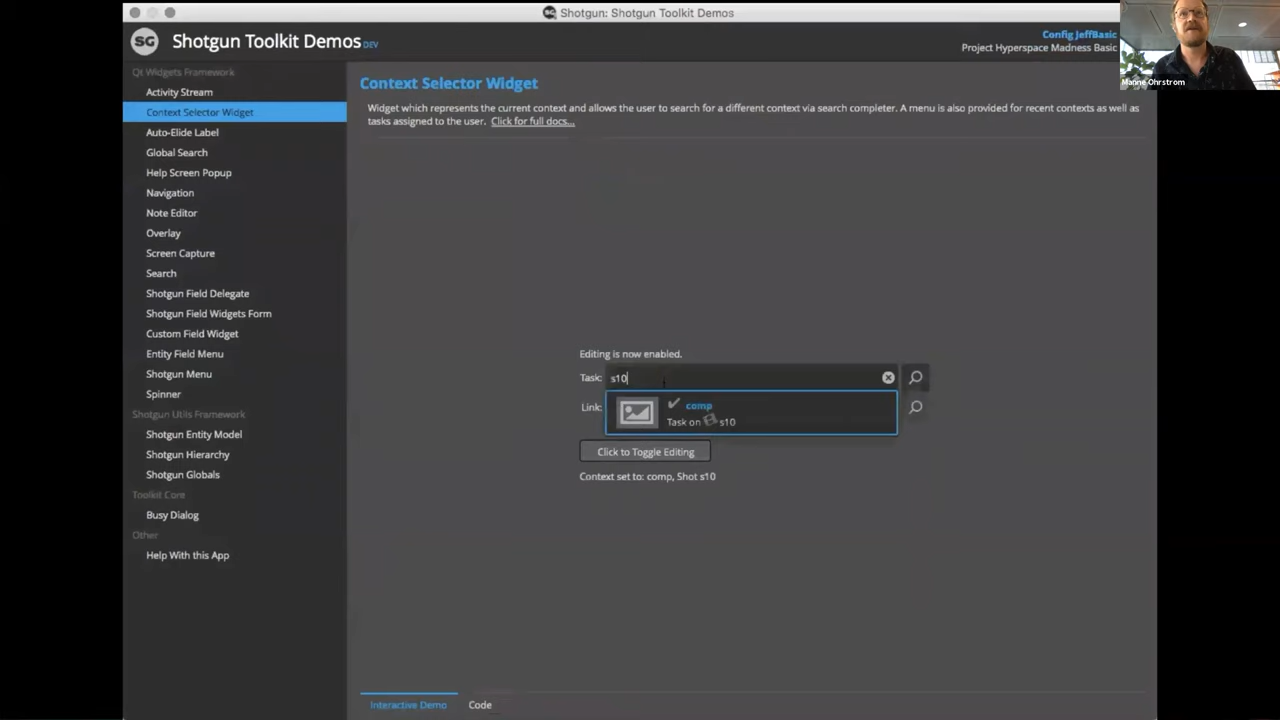 Shotgun: Shotgun Toolkit Demos
SG Shotgun Toolkit Demos DEV
Config JeffBasic
Project Hyperspace Madness Basic
Manne Ohrstrom
Qt Widgets Framework
Activity Stream
Context Selector Widget
Auto-Elide Label
Global Search
Help Screen Popup
Navigation
Note Editor
Overlay
Screen Capture
Search
Shotgun Field Delegate
Shotgun Field Widgets Form
Custom Field Widget
Entity Field Menu
Shotgun Menu
Spinner
Shotgun Utils Framework
Shotgun Entity Model
Shotgun Hierarchy
Shotgun Globals
Toolkit Core
Busy Dialog
Other
Help With this App
Context Selector Widget
Widget which represents the current context and allows the user to search for a different context via search completer. A menu is also provided for recent contexts as well as
tasks assigned to the user. Click for full docs...
Editing is now enabled.
Task: s10
Link:
comp
Task on s10
Click to Toggle Editing
Context set to: comp, Shot s10
Interactive Demo Code